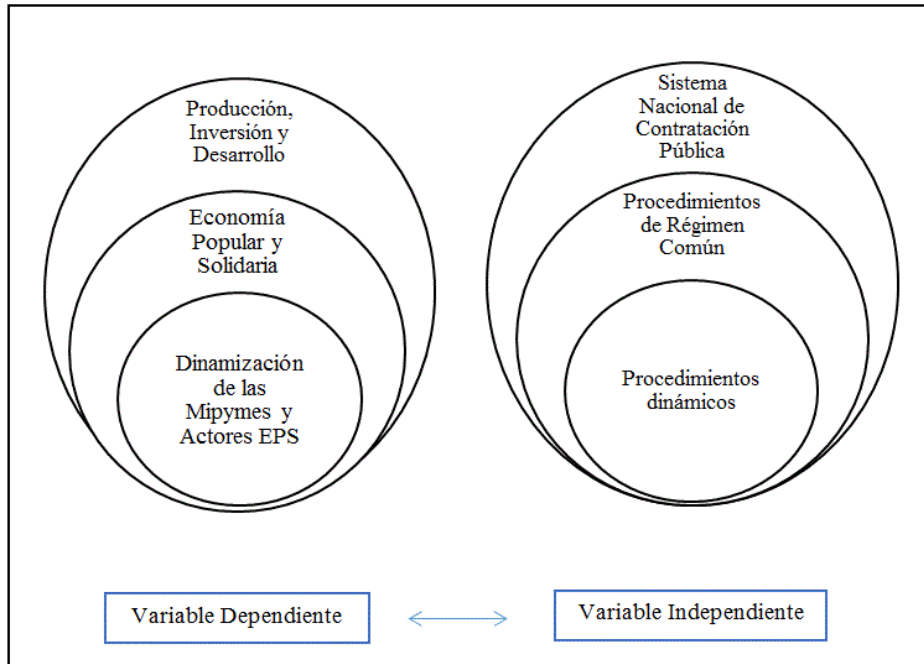 Producción,
Inversión y
Desarrollo
Economía
Popular y
Solidaria
Dinamización
de las
Mipymes y
Actores EPS
Sistema
Nacional de
Contratación
Pública
Procedimientos
de Régimen
Común
Procedimientos
dinámicos
Variable Dependiente
Variable Independiente